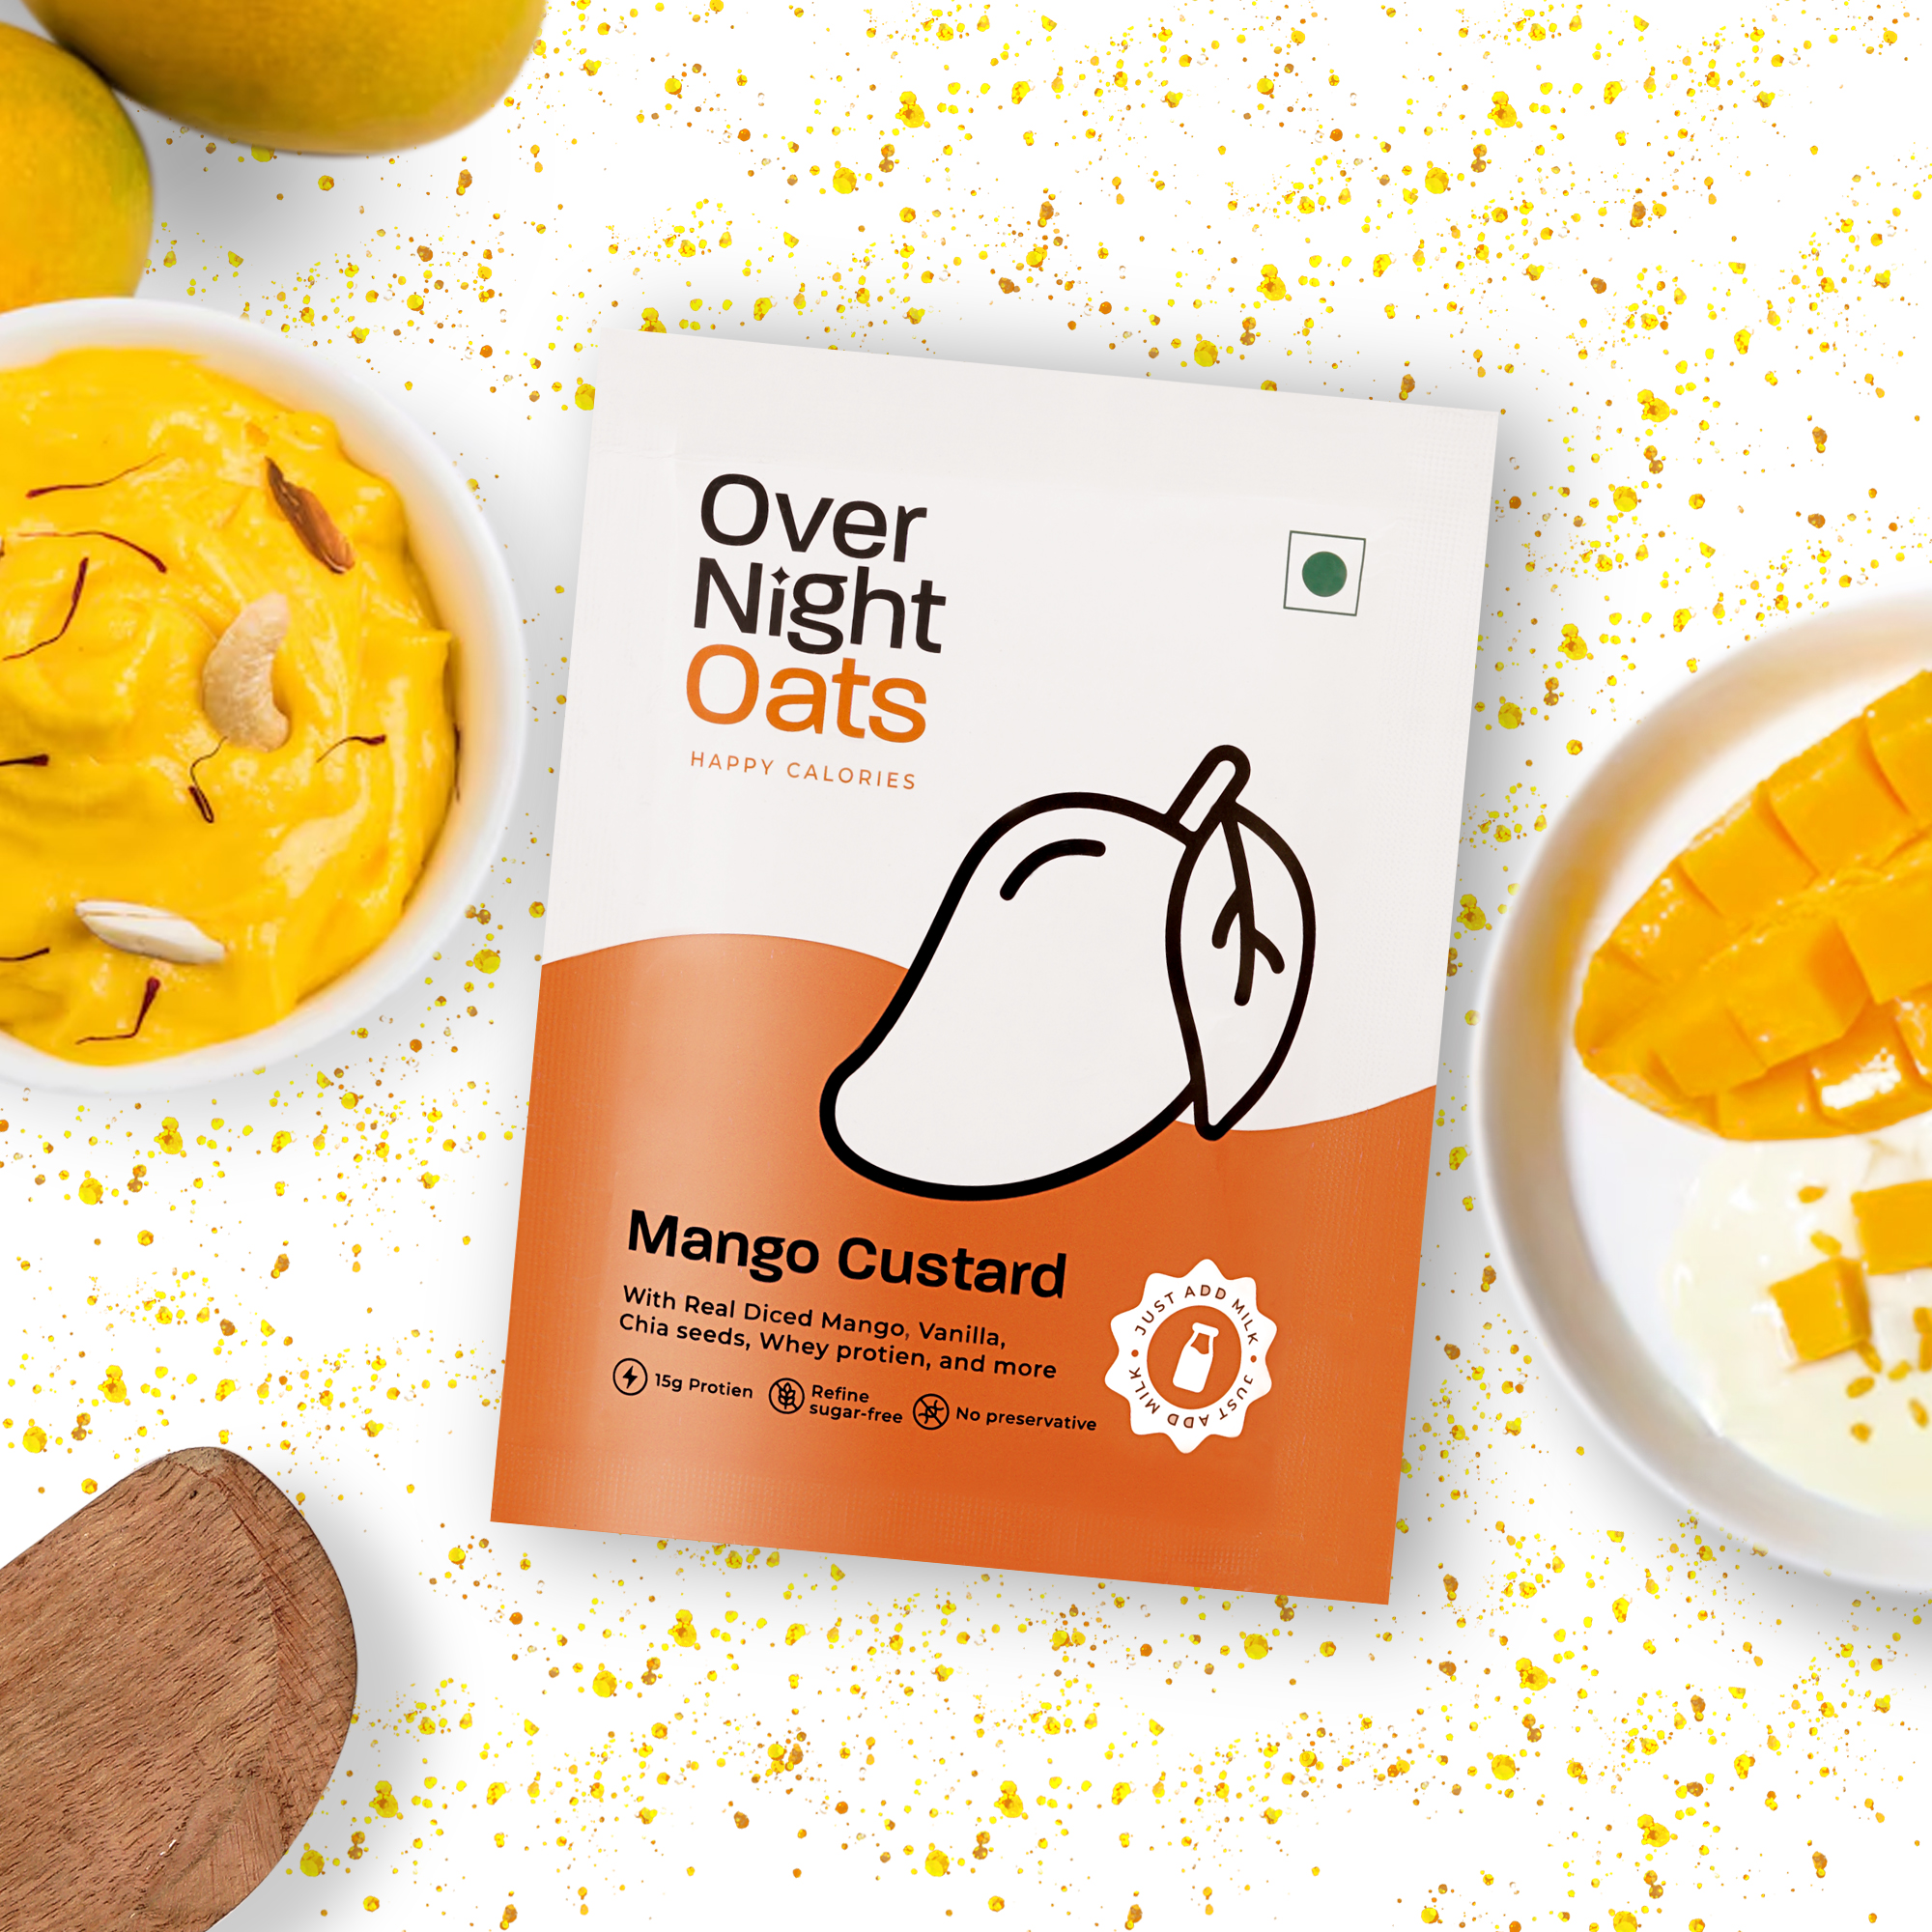 Over
Night
Oats
HAPPY CALORIES
Mango Custard
With Real Diced Mango, Vanilla,
Chia seeds, Whey protien, and more
15g Protien
Refine
sugar-free
No preservative
JUST ADD MILK • JUST ADD MILK •